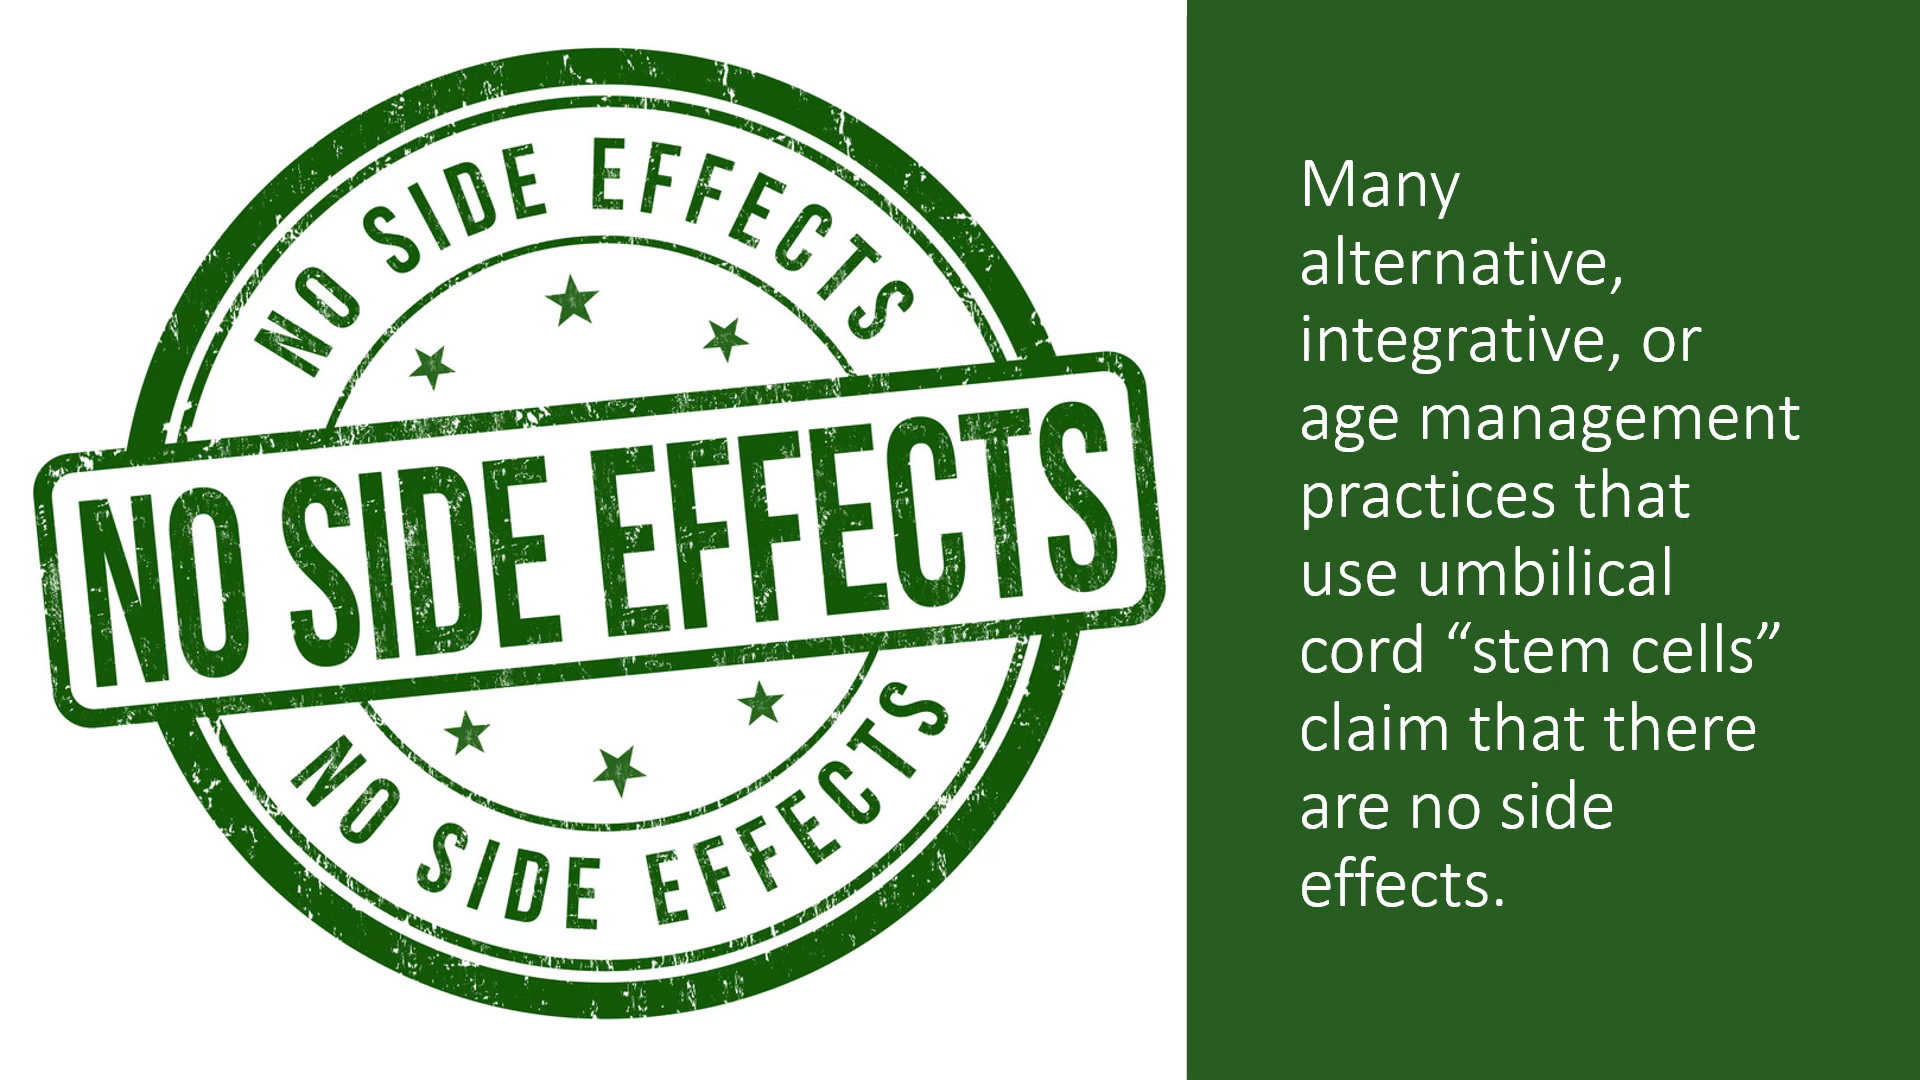 NO SIDE EFFECTS
NO SIDE EFFECTS
NO SIDE EFFECTS
Many
alternative,
integrative, or
age management
practices that
use umbilical
cord “stem cells”
claim that there
are no side
effects.